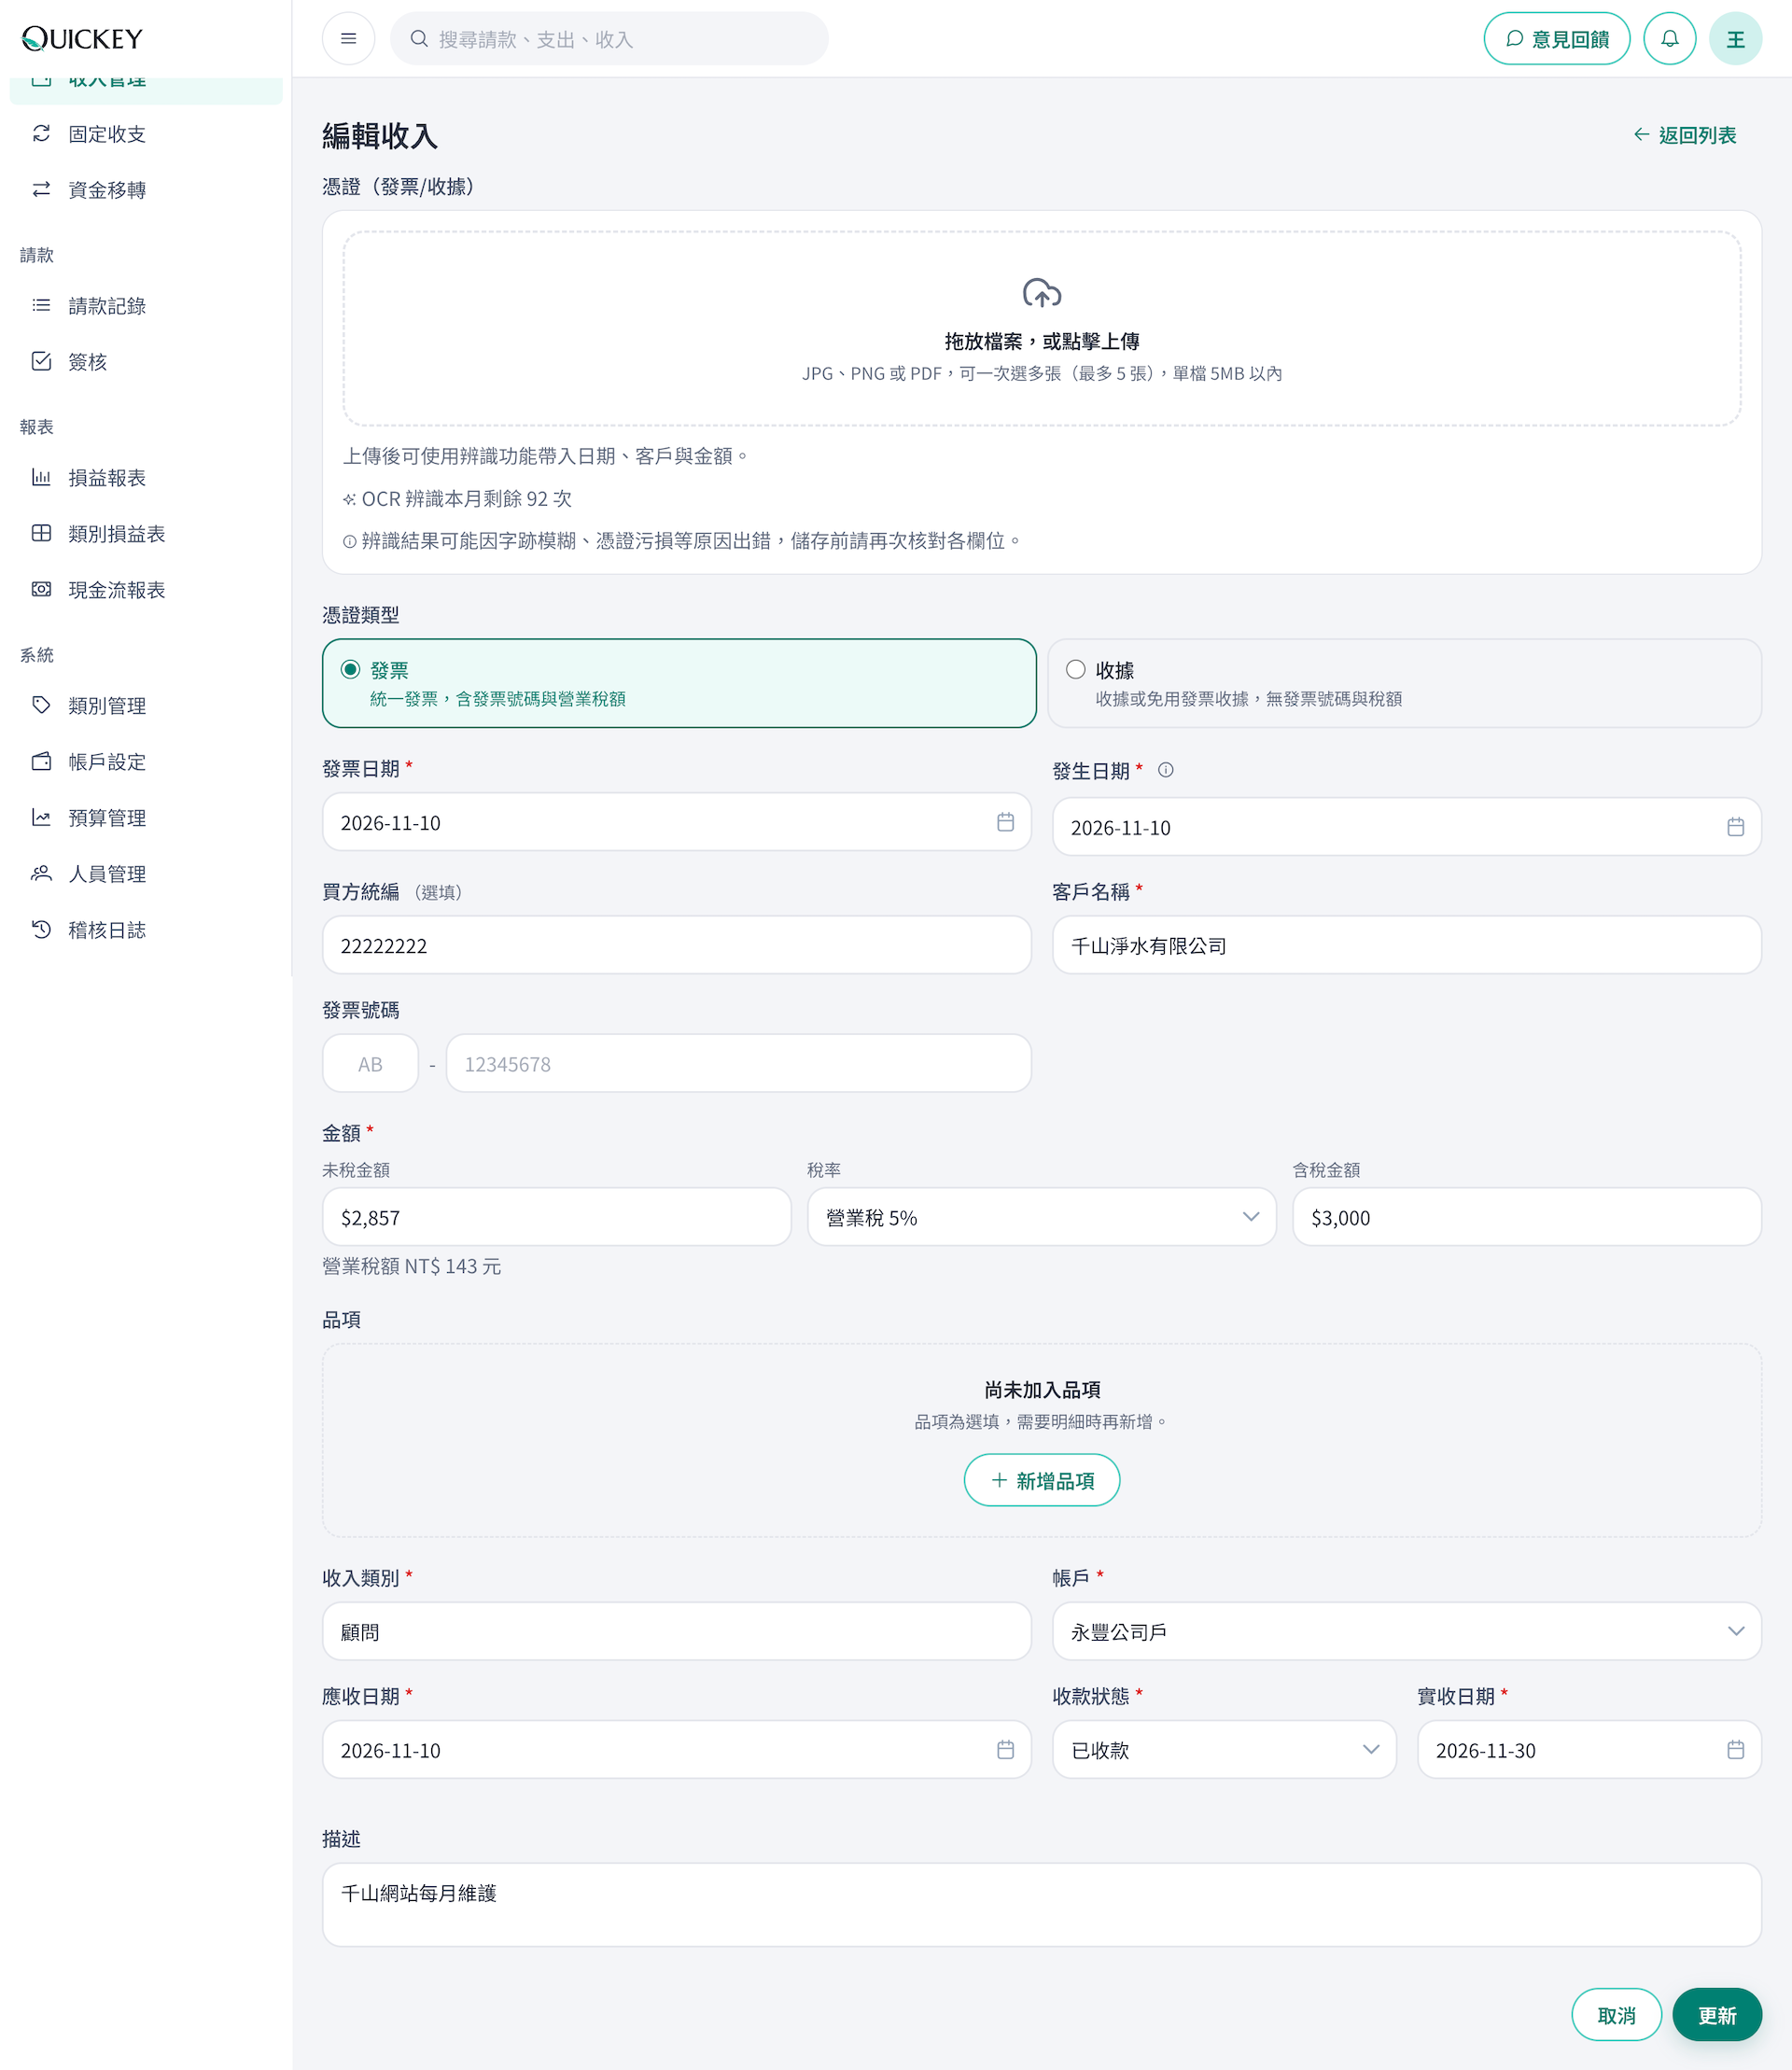 QUICKEY
搜尋請款、支出、收入
意見回饋
王
收入管理
固定收支
資金移轉
請款
請款記錄
簽核
報表
損益報表
類別損益表
現金流報表
系統
類別管理
帳戶設定
預算管理
人員管理
稽核日誌
編輯收入
返回列表
憑證（發票/收據）
拖放檔案，或點擊上傳
JPG、PNG 或 PDF，可一次選多張（最多 5 張），單檔 5MB 以內
上傳後可使用辨識功能帶入日期、客戶與金額。
OCR 辨識本月剩餘 92 次
辨識結果可能因字跡模糊、憑證污損等原因出錯，儲存前請再次核對各欄位。
憑證類型
發票
統一發票，含發票號碼與營業稅額
收據
收據或免用發票收據，無發票號碼與稅額
發票日期 *
2026-11-10
發生日期 *
2026-11-10
買方統編 （選填）
22222222
客戶名稱 *
千山淨水有限公司
發票號碼
AB - 12345678
金額 *
未稅金額
$2,857
稅率
營業稅 5%
含稅金額
$3,000
營業稅額 NT$ 143 元
品項
尚未加入品項
品項為選填，需要明細時再新增。
新增品項
收入類別 *
顧問
帳戶 *
永豐公司戶
應收日期 *
2026-11-10
收款狀態 *
已收款
實收日期 *
2026-11-30
描述
千山網站每月維護
取消
更新